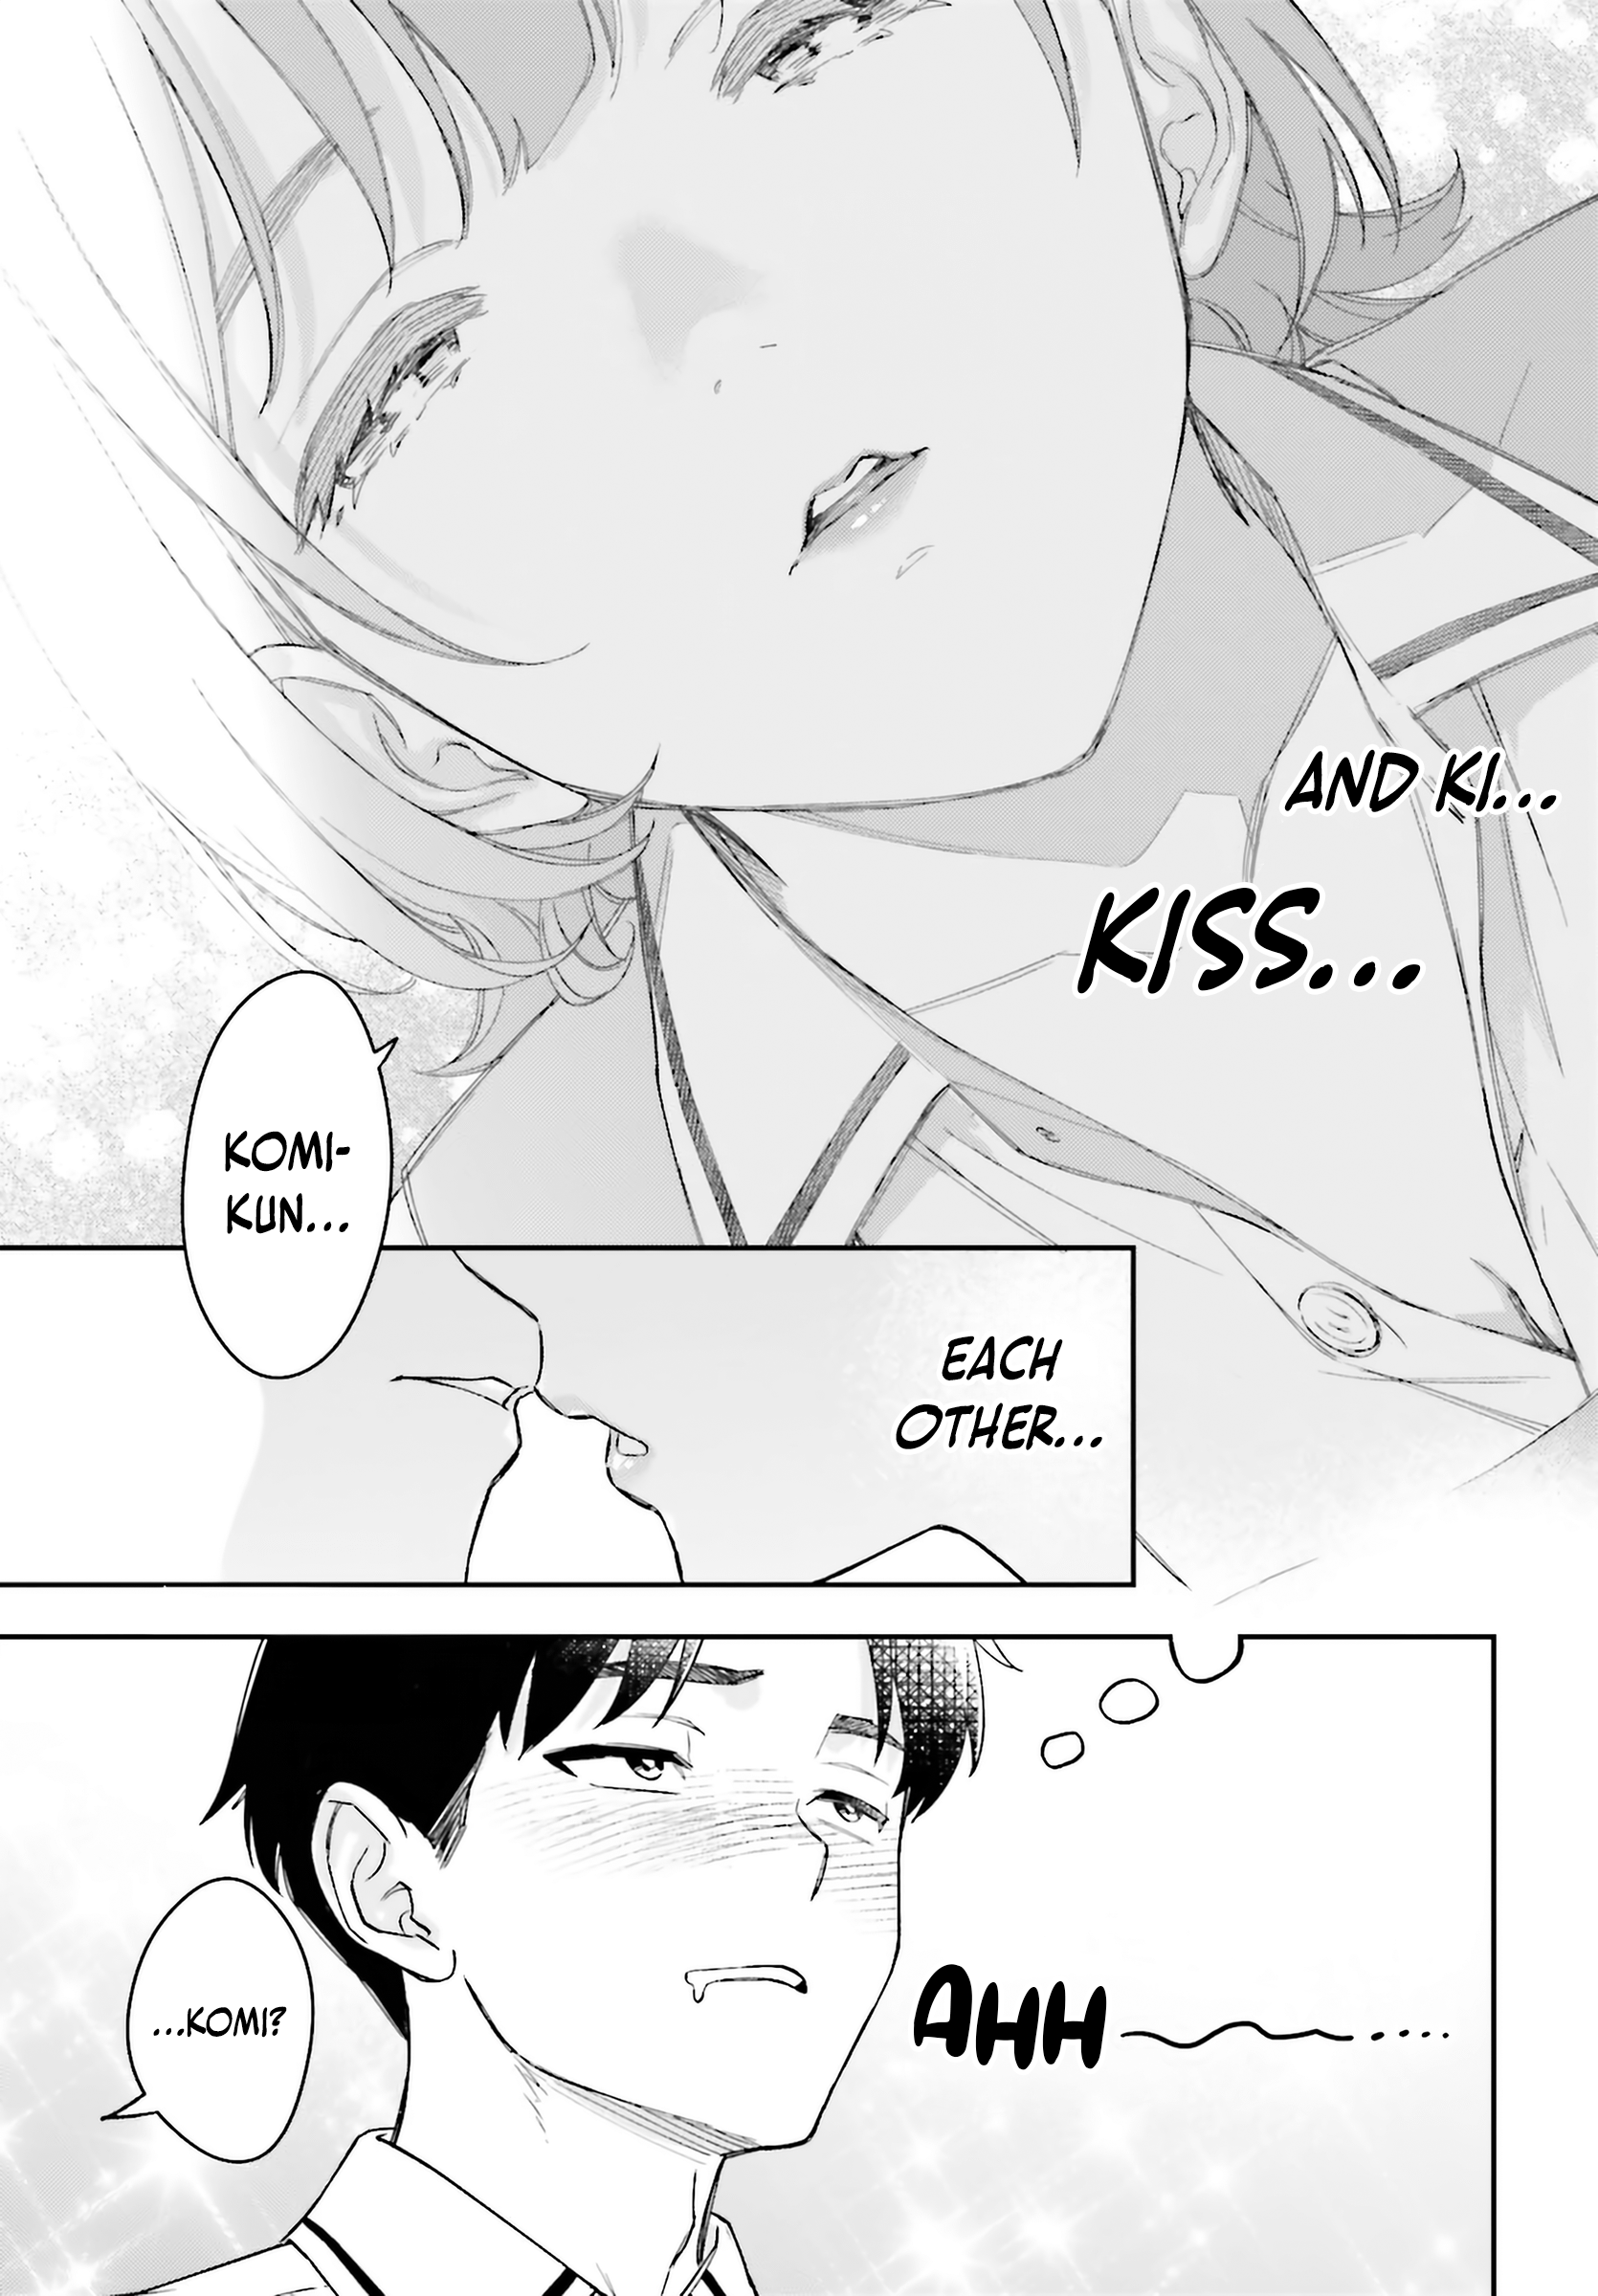 AND KI...
KISS...
KOMI-
KUN...
EACH
OTHER...
AHH
...KOMI?